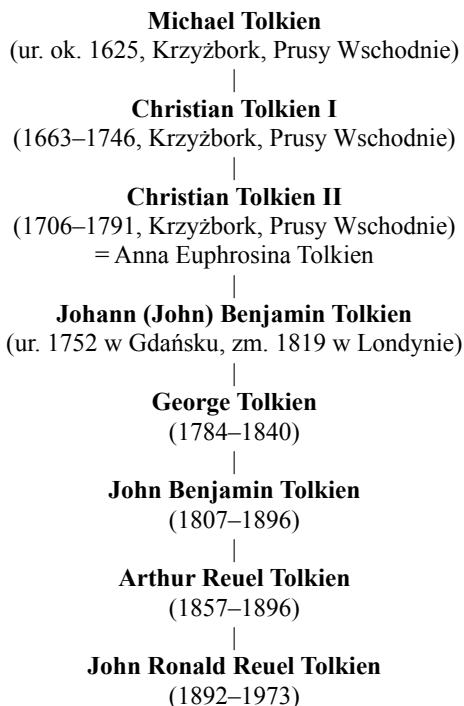 Michael Tolkien
(ur. ok. 1625, Krzyżbork, Prusy Wschodnie)
|
Christian Tolkien I
(1663–1746, Krzyżbork, Prusy Wschodnie)
|
Christian Tolkien II
(1706–1791, Krzyżbork, Prusy Wschodnie)
= Anna Euphrosina Tolkien
|
Johann (John) Benjamin Tolkien
(ur. 1752 w Gdańsku, zm. 1819 w Londynie)
|
George Tolkien
(1784–1840)
|
John Benjamin Tolkien
(1807–1896)
|
Arthur Reuel Tolkien
(1857–1896)
|
John Ronald Reuel Tolkien
(1892–1973)